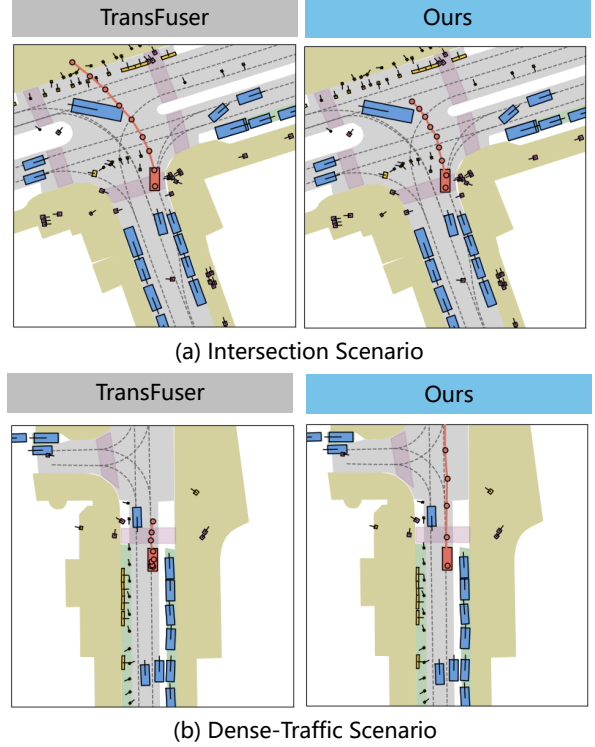 TransFuser
Ours
(a) Intersection Scenario
TransFuser
Ours
(b) Dense-Traffic Scenario